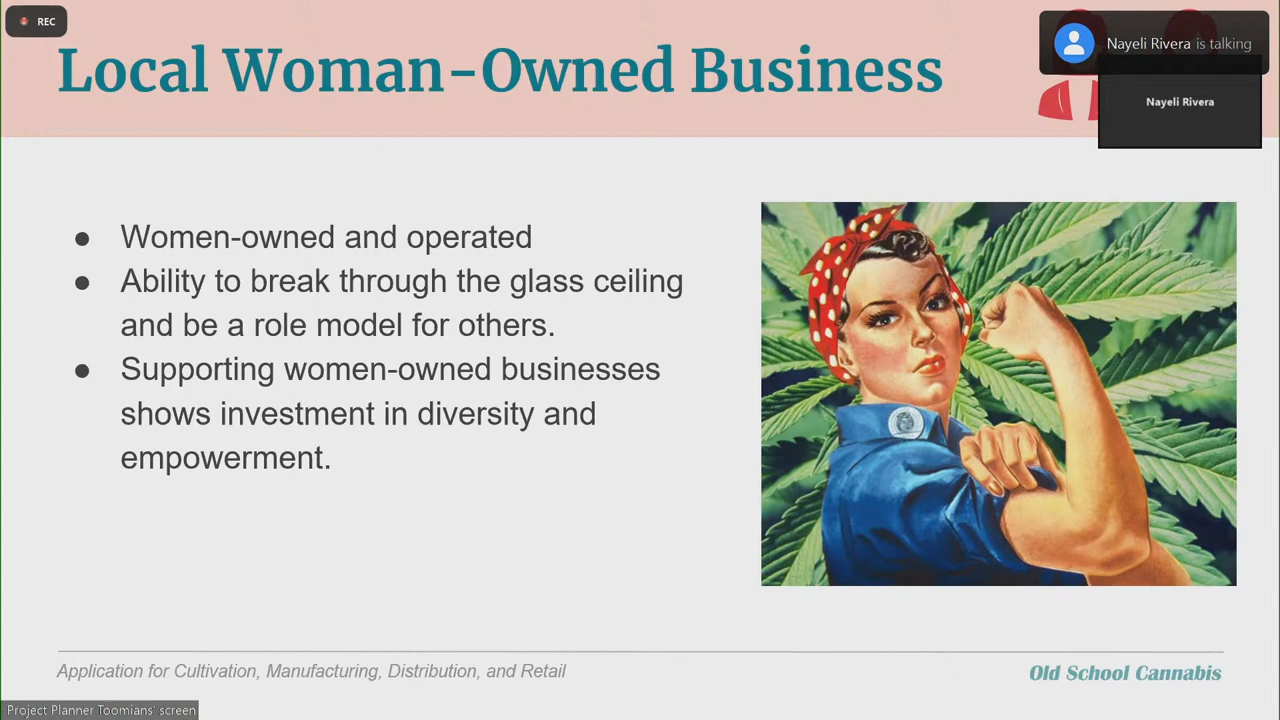 REC
Local Woman-Owned Business
Nayeli Rivera is talking
Nayeli Rivera
● Women-owned and operated
● Ability to break through the glass ceiling
and be a role model for others.
● Supporting women-owned businesses
shows investment in diversity and
empowerment.
Application for Cultivation, Manufacturing, Distribution, and Retail
Old School Cannabis
Project Planner Toomians' screen